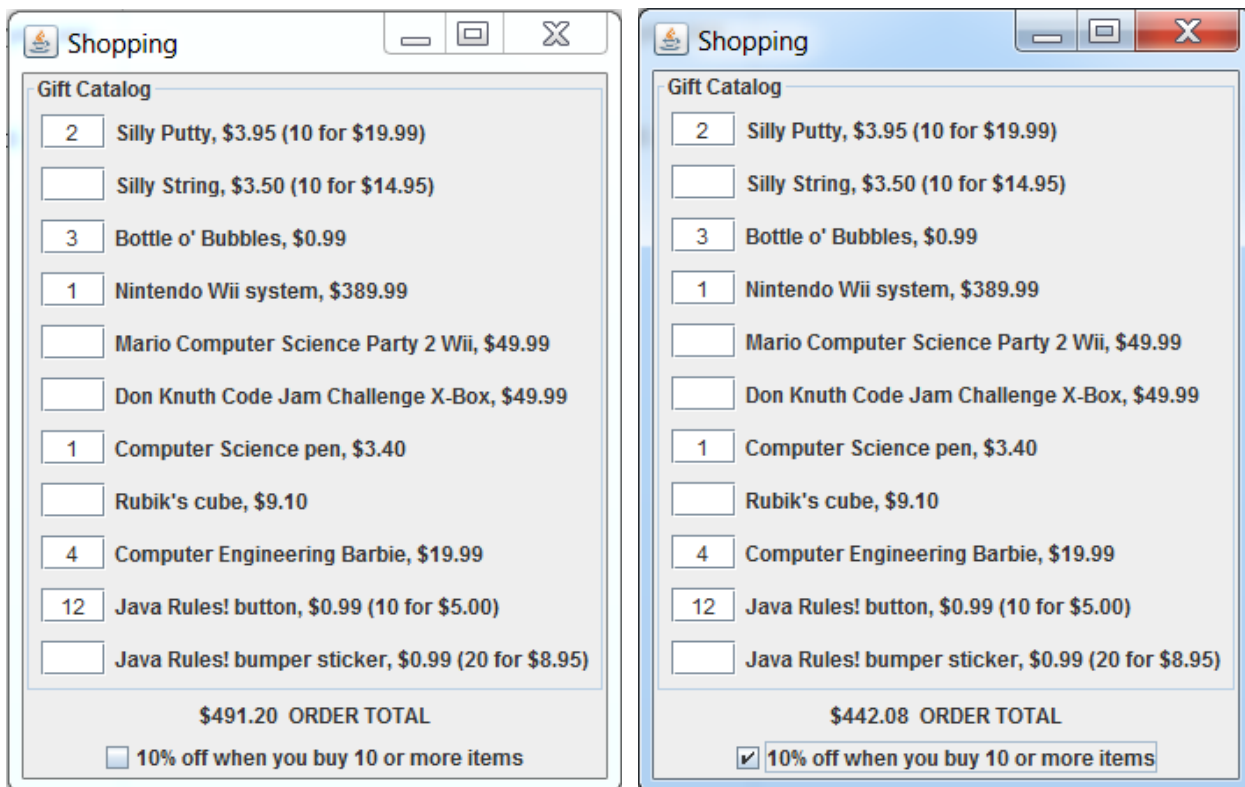 Shopping
Gift Catalog
2 Silly Putty, $3.95 (10 for $19.99)
Silly String, $3.50 (10 for $14.95)
3 Bottle o' Bubbles, $0.99
1 Nintendo Wii system, $389.99
Mario Computer Science Party 2 Wii, $49.99
Don Knuth Code Jam Challenge X-Box, $49.99
1 Computer Science pen, $3.40
Rubik's cube, $9.10
4 Computer Engineering Barbie, $19.99
12 Java Rules! button, $0.99 (10 for $5.00)
Java Rules! bumper sticker, $0.99 (20 for $8.95)
$491.20 ORDER TOTAL
10% off when you buy 10 or more items
Shopping
Gift Catalog
2 Silly Putty, $3.95 (10 for $19.99)
Silly String, $3.50 (10 for $14.95)
3 Bottle o' Bubbles, $0.99
1 Nintendo Wii system, $389.99
Mario Computer Science Party 2 Wii, $49.99
Don Knuth Code Jam Challenge X-Box, $49.99
1 Computer Science pen, $3.40
Rubik's cube, $9.10
4 Computer Engineering Barbie, $19.99
12 Java Rules! button, $0.99 (10 for $5.00)
Java Rules! bumper sticker, $0.99 (20 for $8.95)
$442.08 ORDER TOTAL
10% off when you buy 10 or more items